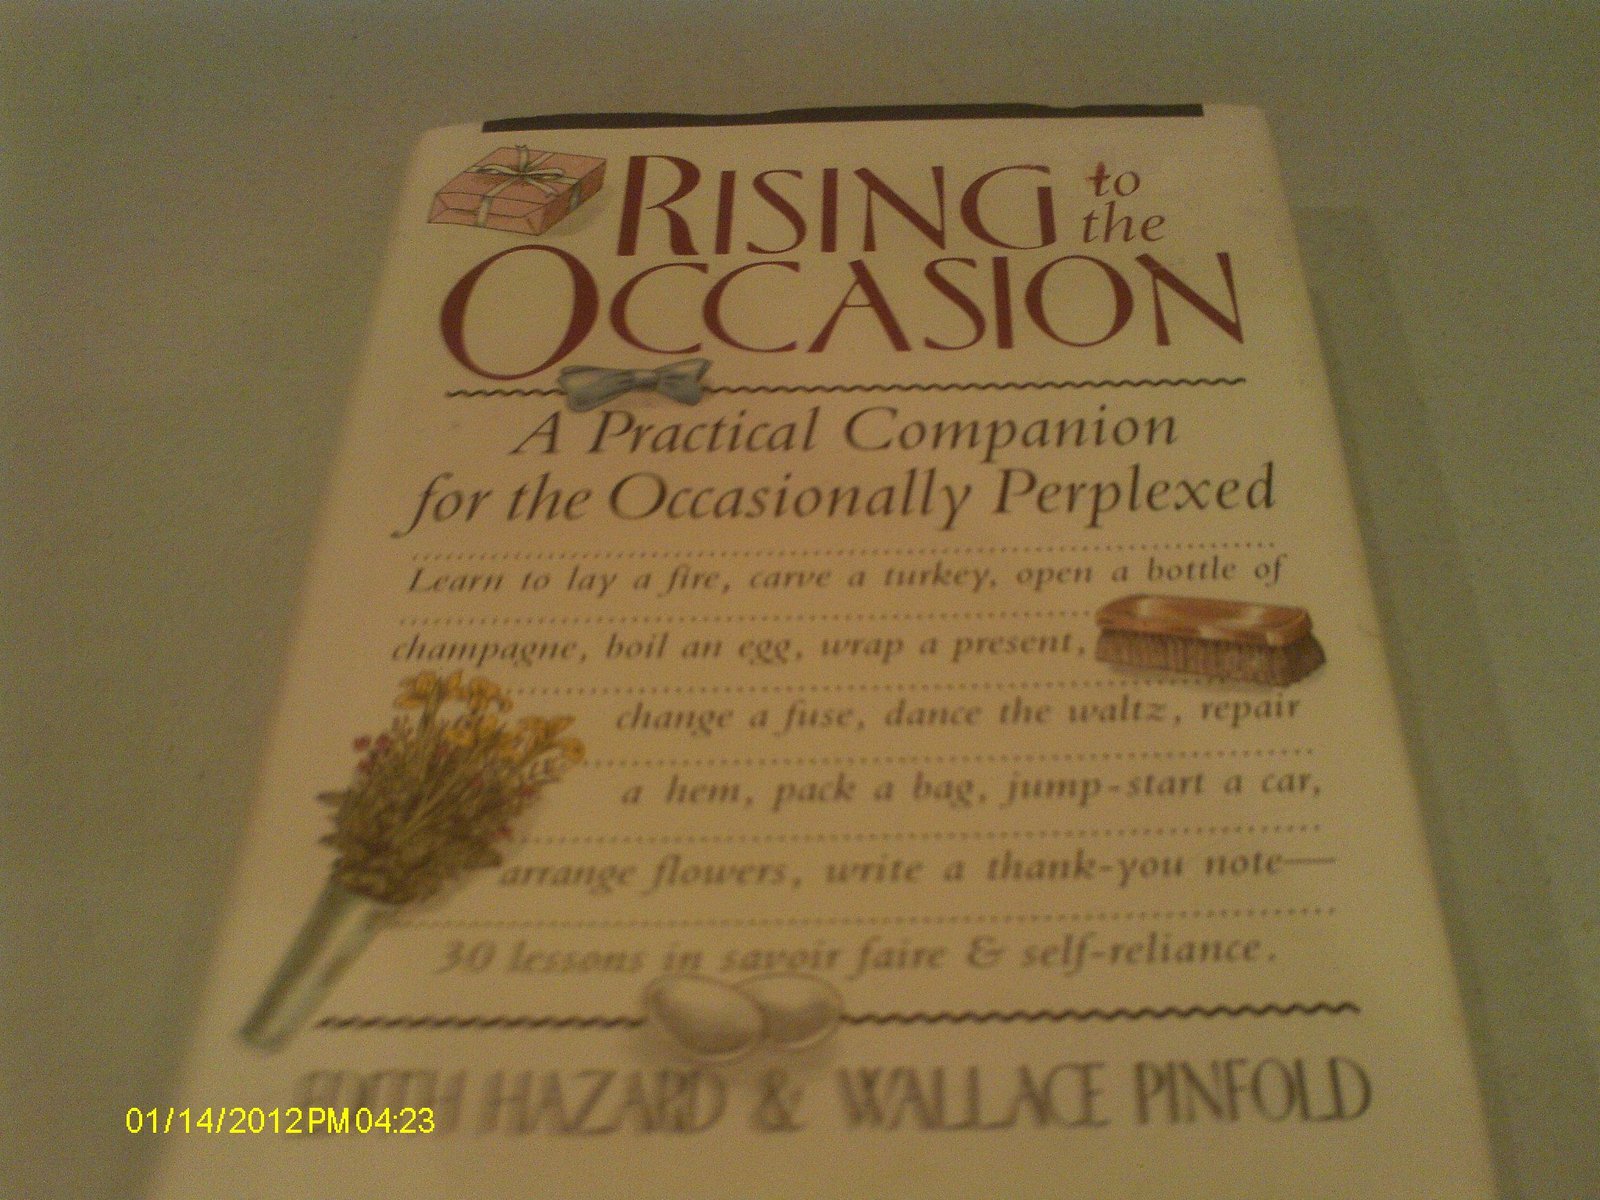 RISING to
the
OCCASION
A Practical Companion
for the Occasionally Perplexed
Learn to lay a fire, carve a turkey, open a bottle of
champagne, boil an egg, wrap a present,
change a fuse, dance the waltz, repair
a hem, pack a bag, jump-start a car,
arrange flowers, write a thank-you note—
30 lessons in savoir faire & self-reliance.
EDITH HAZARD & WALLACE PINFOLD
01/14/2012 PM 04:23